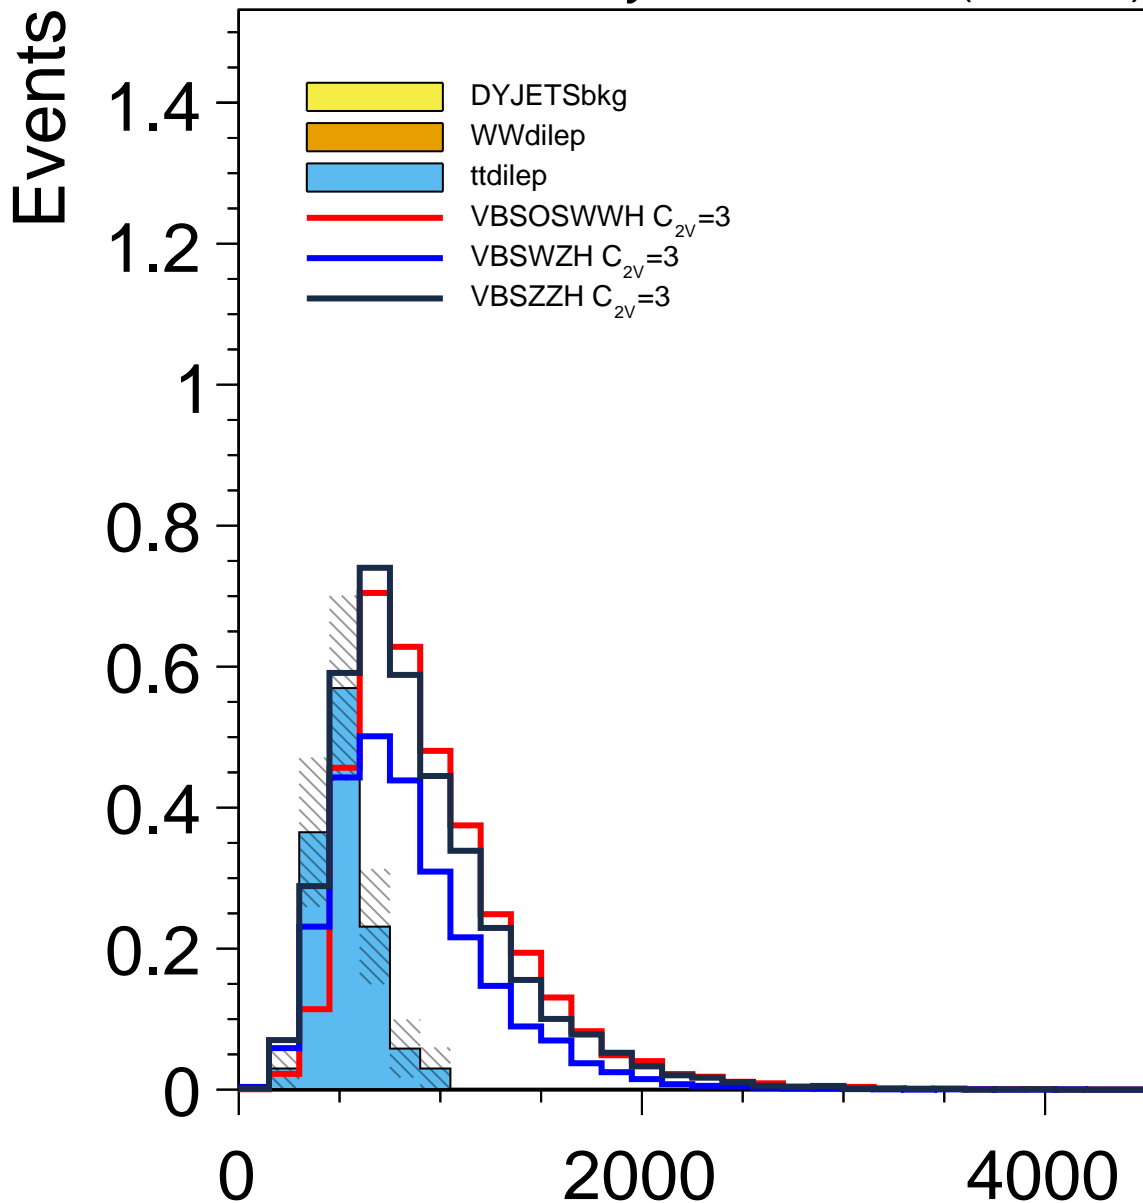 Events
1.4
1.2
1
0.8
0.6
0.4
0.2
0
DYJETSbkg
WWdilep
ttdilep
VBSOSWWH C2V=3
VBSWZH C2V=3
VBSZZH C2V=3
0 2000 4000